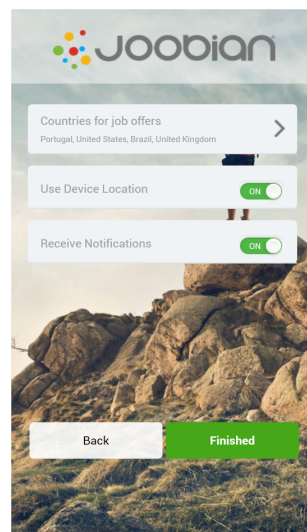 Joobian
Countries for job offers
Portugal, United States, Brazil, United Kingdom
Use Device Location
ON
Receive Notifications
ON
Back
Finished